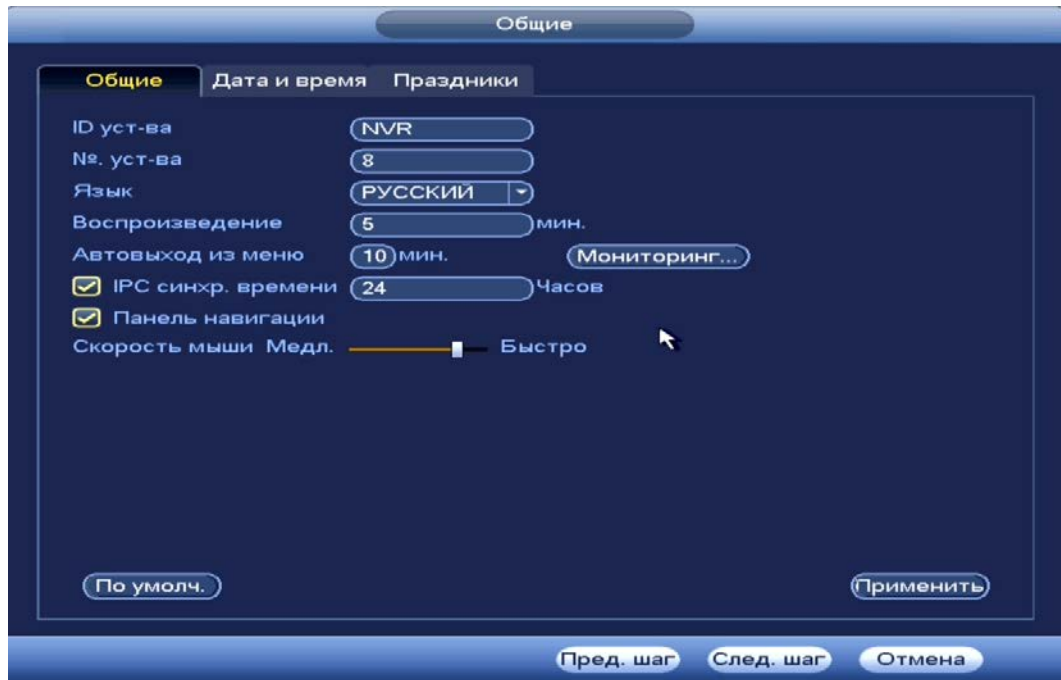 Общие
Общие Дата и время Праздники
ID уст-ва NVR
№. уст-ва 8
Язык РУССКИЙ
Воспроизведение 5 мин.
Автовыход из меню 10 мин. Мониторинг...
IPC синхр. времени 24 Часов
Панель навигации
Скорость мыши Медл. Быстро
По умолч. Применить
Пред. шаг След. шаг Отмена